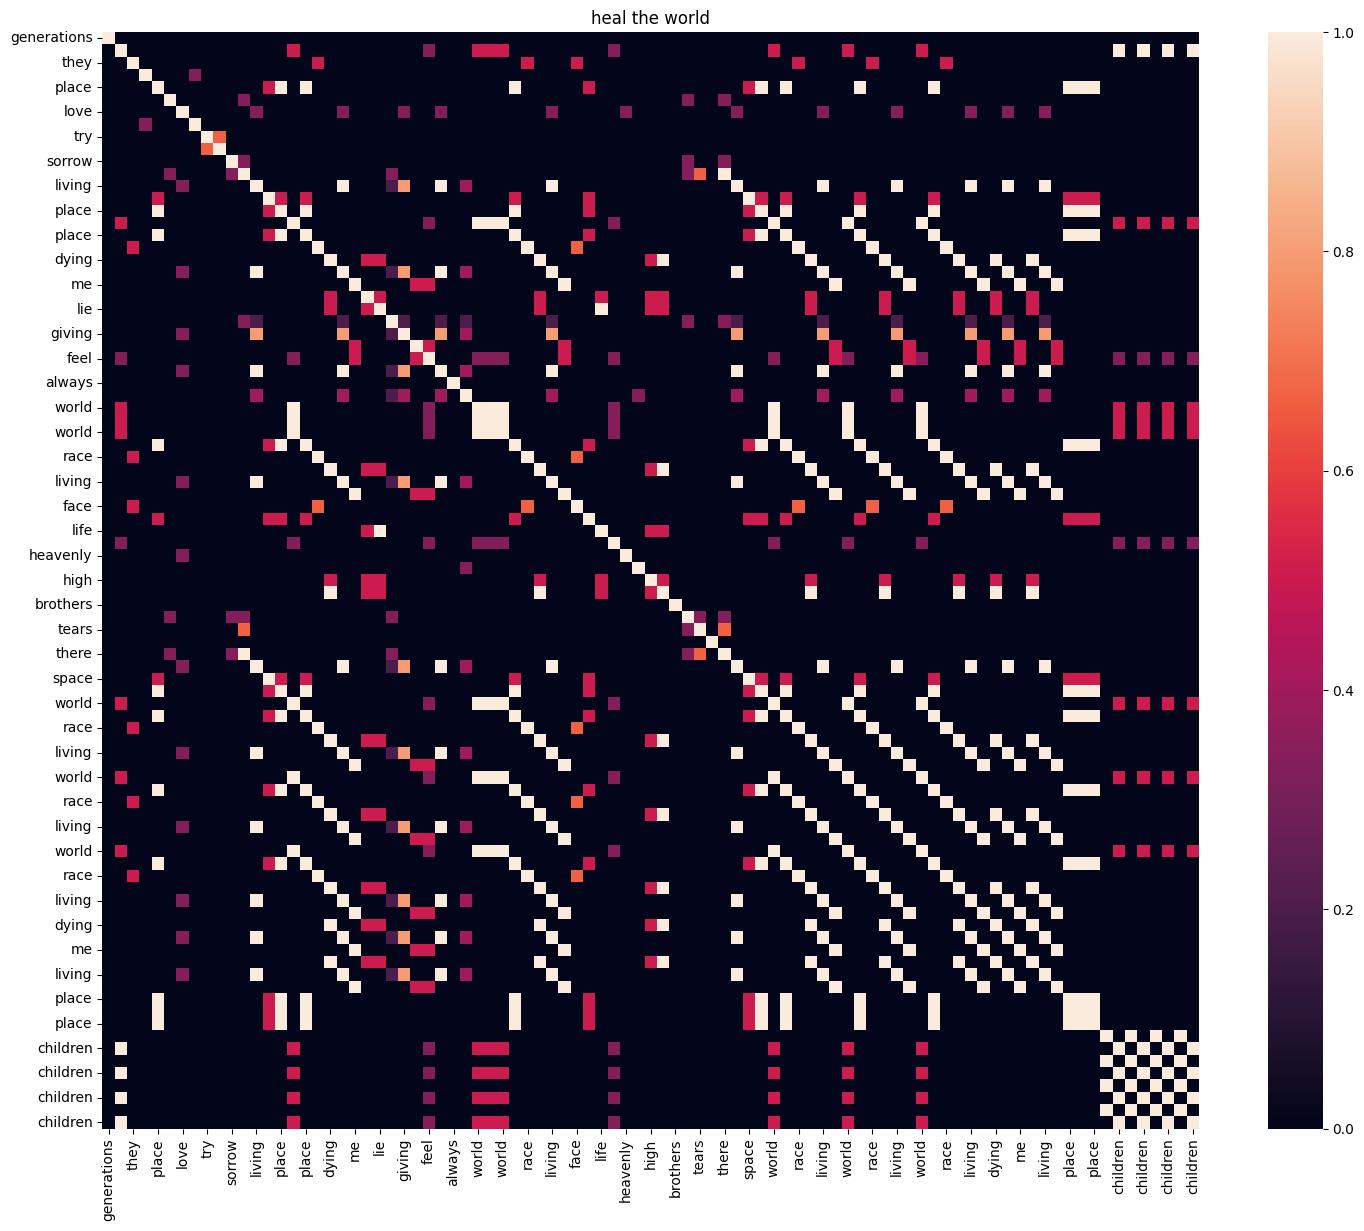 heal the world
generations
they
place
love
try
sorrow
living
place
place
dying
me
lie
giving
feel
always
world
world
race
living
face
life
heavenly
high
brothers
tears
there
space
world
race
living
world
race
living
world
race
living
dying
me
living
place
place
children
children
children
children
1.0
0.8
0.6
0.4
0.2
0.0
generations
they
place
love
try
sorrow
living
place
place
dying
me
lie
giving
feel
always
world
world
race
living
face
life
heavenly
high
brothers
tears
there
space
world
race
living
world
race
living
world
race
living
dying
me
living
place
place
children
children
children
children